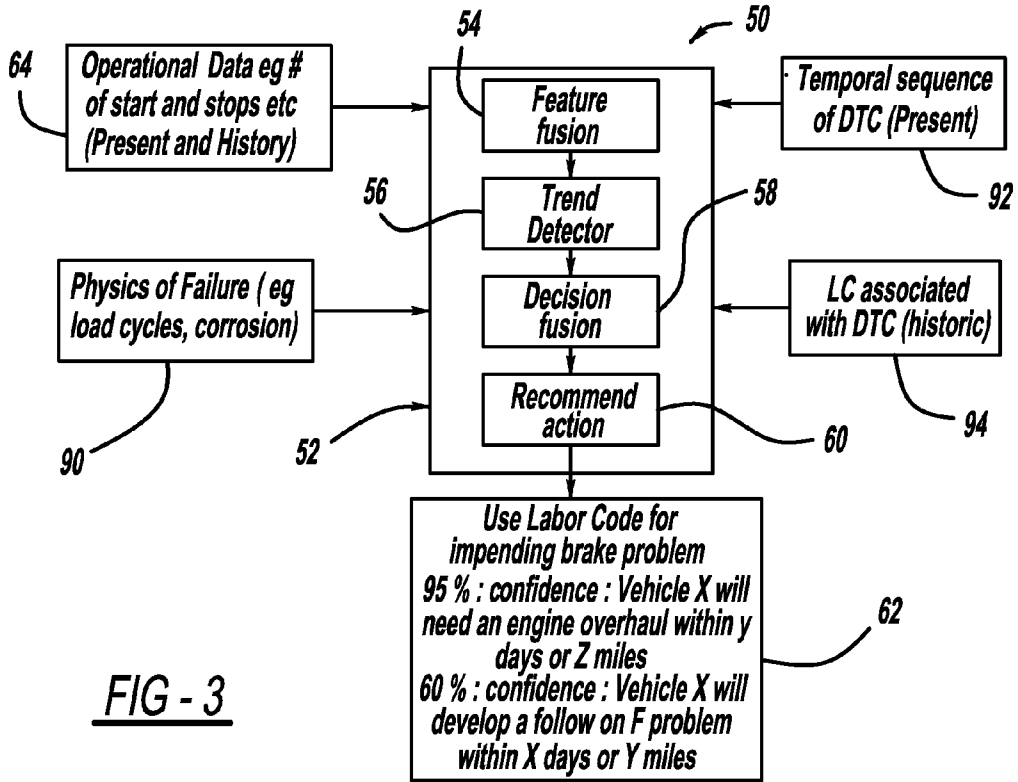 50
54
64
Operational Data eg #
of start and stops etc
(Present and History)
Feature
fusion
Temporal sequence
of DTC (Present)
92
56
Trend
Detector
58
Physics of Failure ( eg
load cycles, corrosion)
90
Decision
fusion
LC associated
with DTC (historic)
94
52
Recommend
action
60
Use Labor Code for
impending brake problem
95 % : confidence : Vehicle X will
need an engine overhaul within y
days or Z miles
60 % : confidence : Vehicle X will
develop a follow on F problem
within X days or Y miles
62
FIG - 3